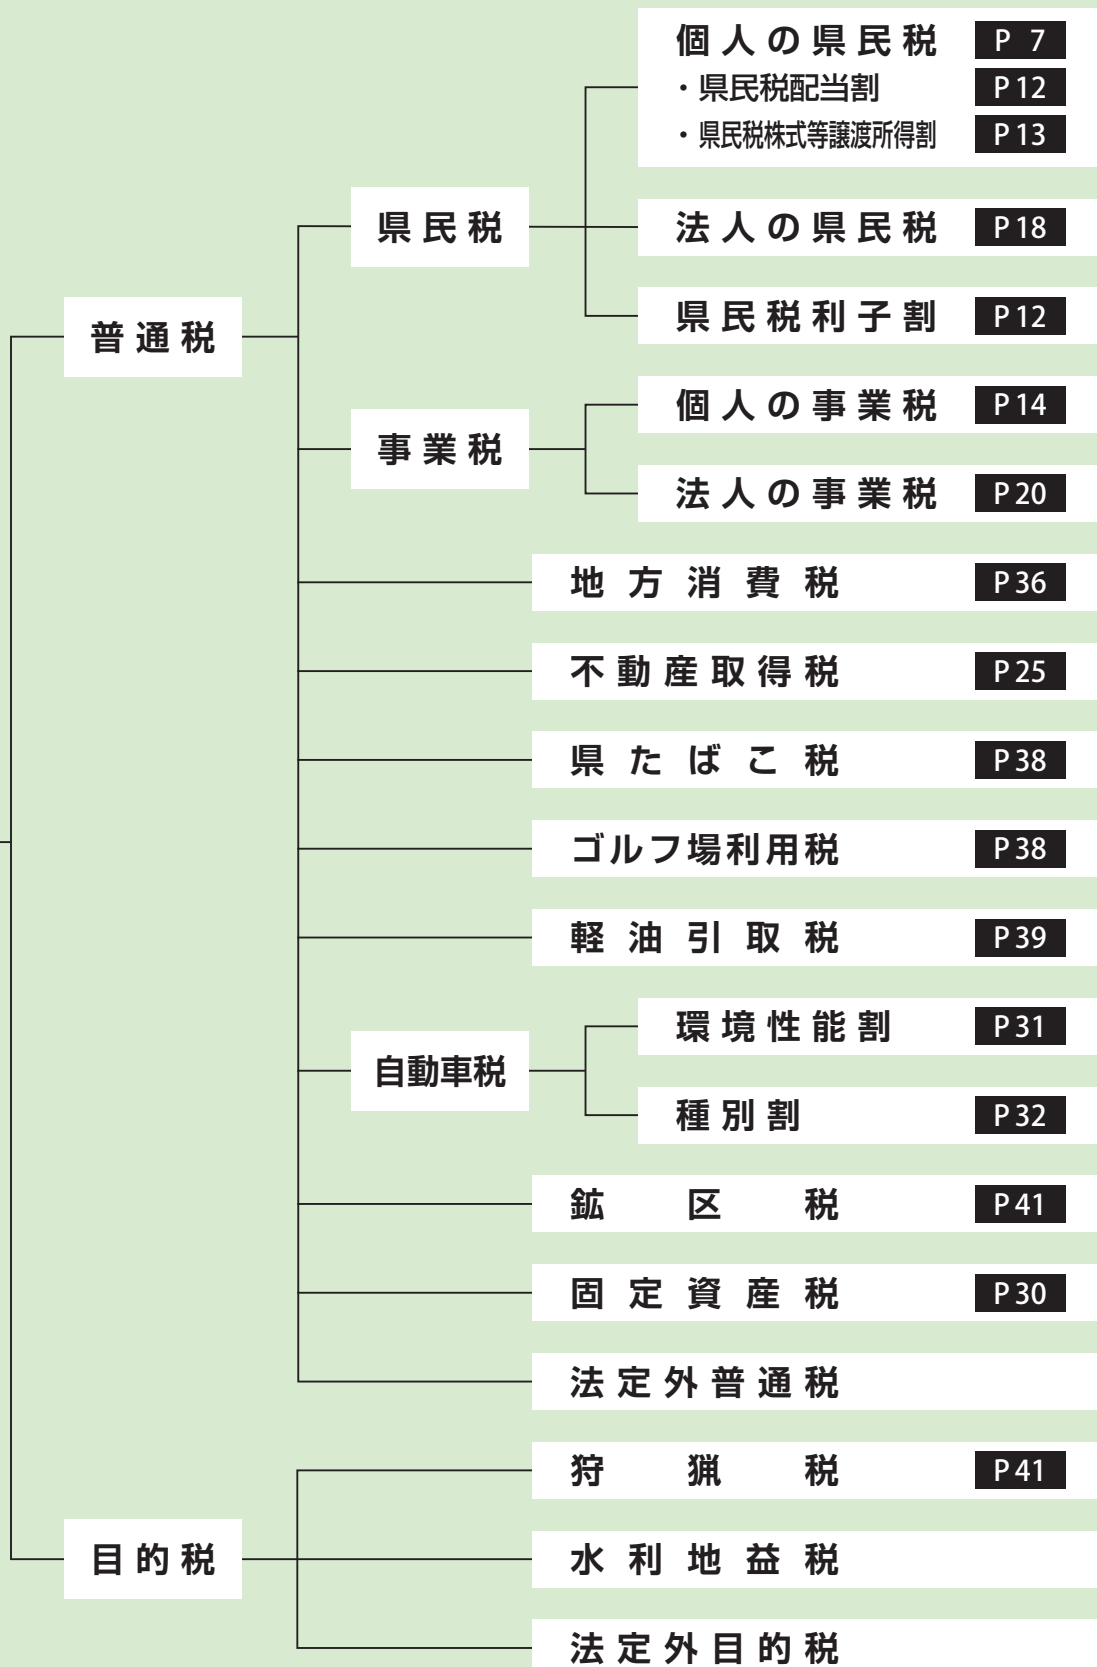 個人の県民税 P 7
・県民税配当割 P12
・県民税株式等譲渡所得割 P13
県民税
法人の県民税 P18
県民税利子割 P12
普通税
個人の事業税 P14
事業税
法人の事業税 P20
地方消費税 P36
不動産取得税 P25
県たばこ税 P38
ゴルフ場利用税 P38
軽油引取税 P39
環境性能割 P31
自動車税
種別割 P32
鉱区税 P41
固定資産税 P30
法定外普通税
狩猟税 P41
目的税
水利地益税
法定外目的税